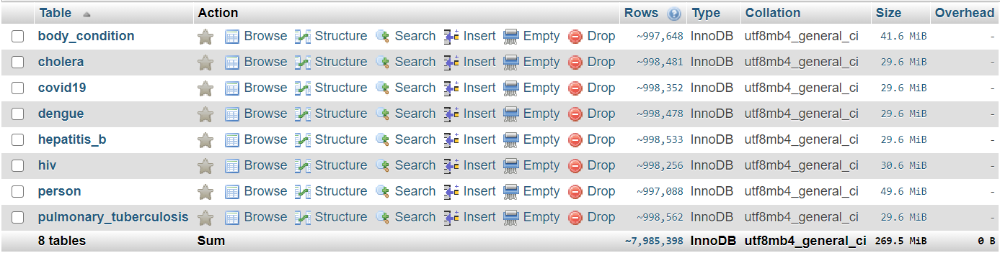 Table Action Rows Type Collation Size Overhead
body_condition Browse Structure Search Insert Empty Drop ~997,648 InnoDB utf8mb4_general_ci 41.6 MiB -
cholera Browse Structure Search Insert Empty Drop ~998,481 InnoDB utf8mb4_general_ci 29.6 MiB -
covid19 Browse Structure Search Insert Empty Drop ~998,352 InnoDB utf8mb4_general_ci 29.6 MiB -
dengue Browse Structure Search Insert Empty Drop ~998,478 InnoDB utf8mb4_general_ci 29.6 MiB -
hepatitis_b Browse Structure Search Insert Empty Drop ~998,533 InnoDB utf8mb4_general_ci 29.6 MiB -
hiv Browse Structure Search Insert Empty Drop ~998,256 InnoDB utf8mb4_general_ci 30.6 MiB -
person Browse Structure Search Insert Empty Drop ~997,088 InnoDB utf8mb4_general_ci 49.6 MiB -
pulmonary_tuberculosis Browse Structure Search Insert Empty Drop ~998,562 InnoDB utf8mb4_general_ci 29.6 MiB -
8 tables Sum ~7,985,398 InnoDB utf8mb4_general_ci 269.5 MiB 0 B